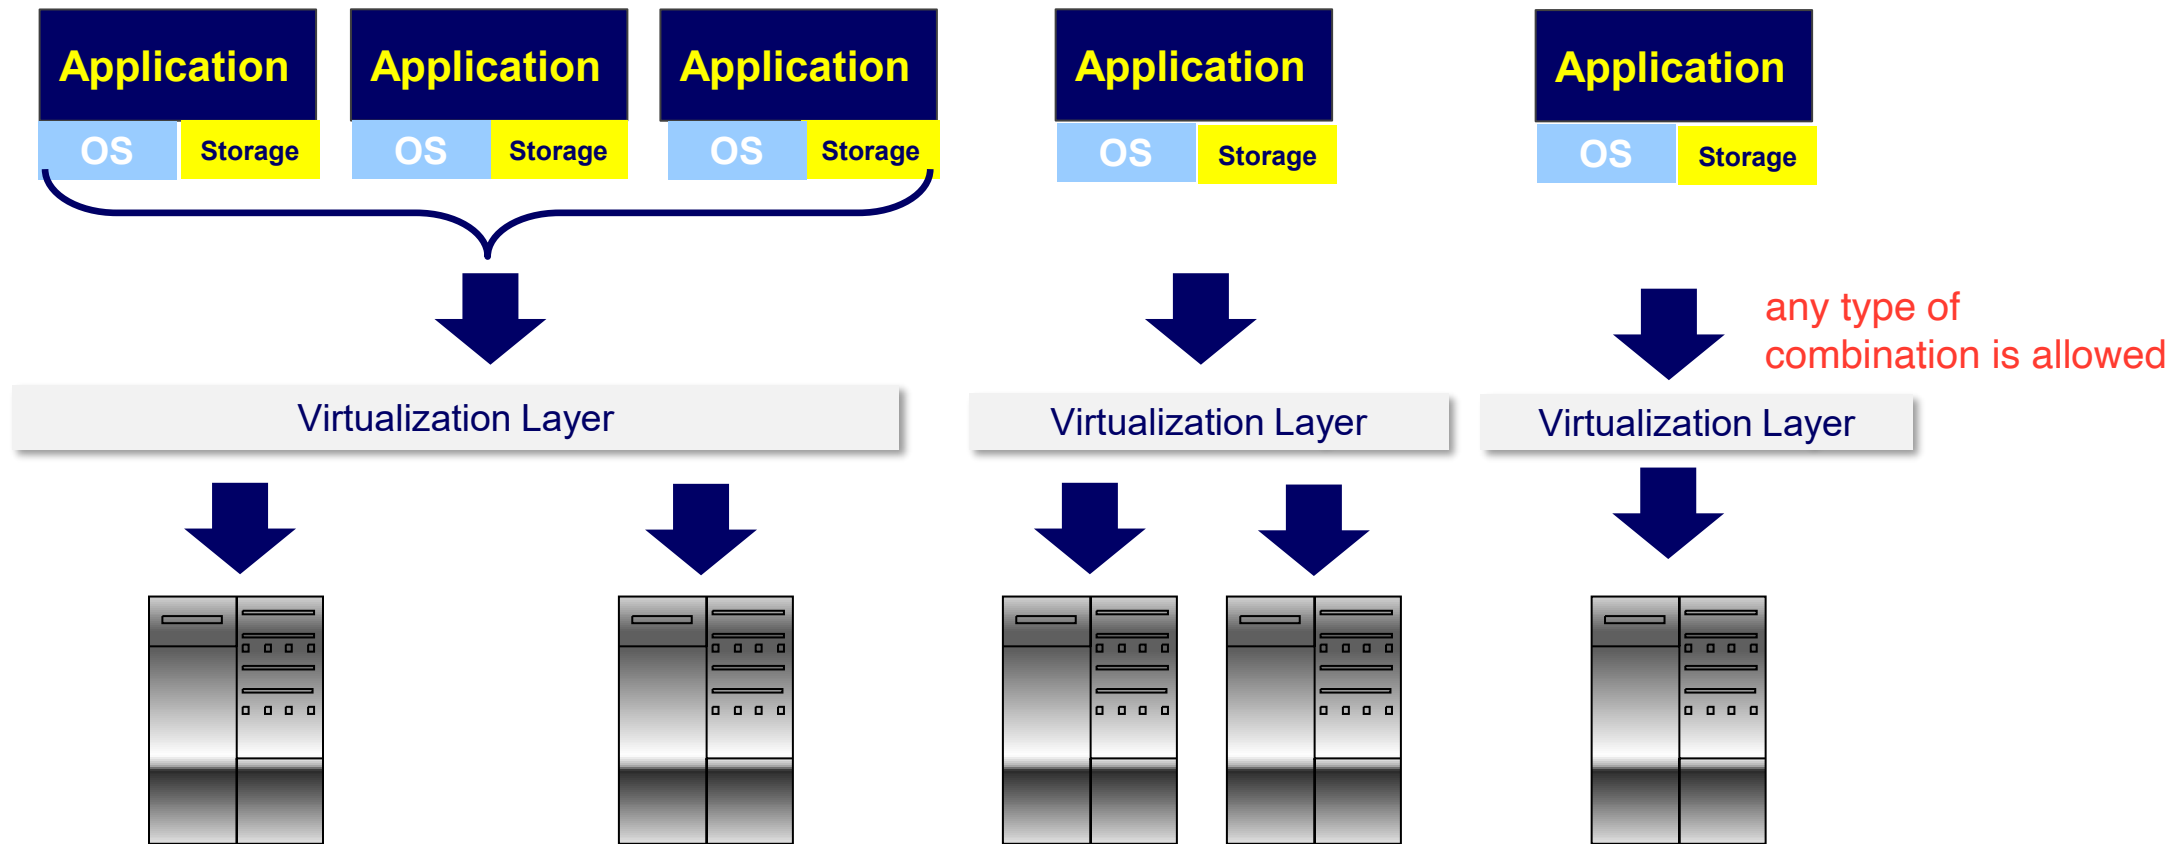 Application
Application
Application
Application
Application
OS
Storage
OS
Storage
OS
Storage
OS
Storage
OS
Storage
any type of
combination is allowed
Virtualization Layer
Virtualization Layer
Virtualization Layer